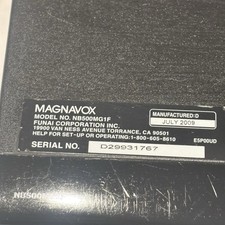 MAGNAVOX
MODEL NO. NB500MG1F
FUNAI CORPORATION INC.
19900 VAN NESS AVENUE TORRANCE, CA 90501
HELP FOR SET-UP OR OPERATING:1-800-605-8610
MANUFACTURED:
JULY 2009
E5P00UD
SERIAL NO.
D29931767
NB500